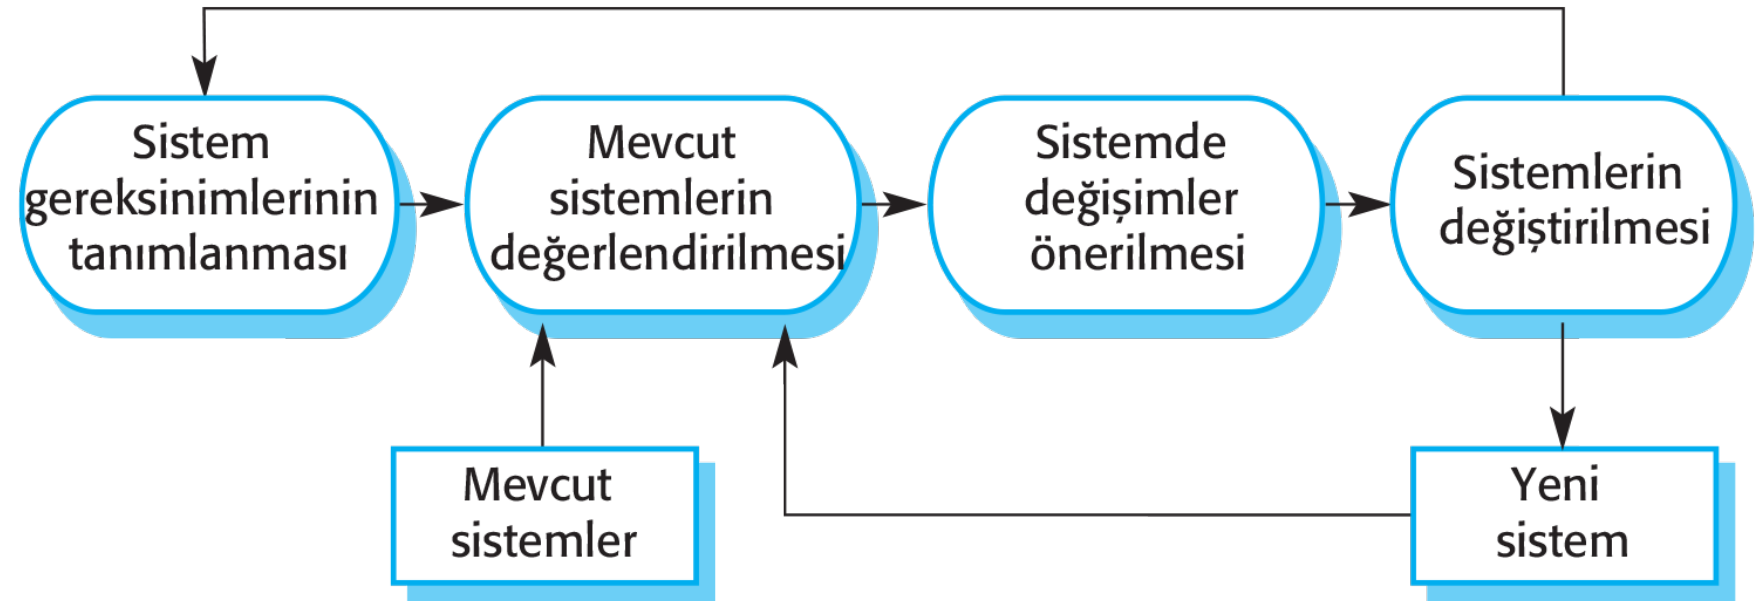 Sistem
gereksinimlerinin
tanımlanması
Mevcut
sistemlerin
değerlendirilmesi
Sistemde
değişimler
önerilmesi
Sistemlerin
değiştirilmesi
Mevcut
sistemler
Yeni
sistem